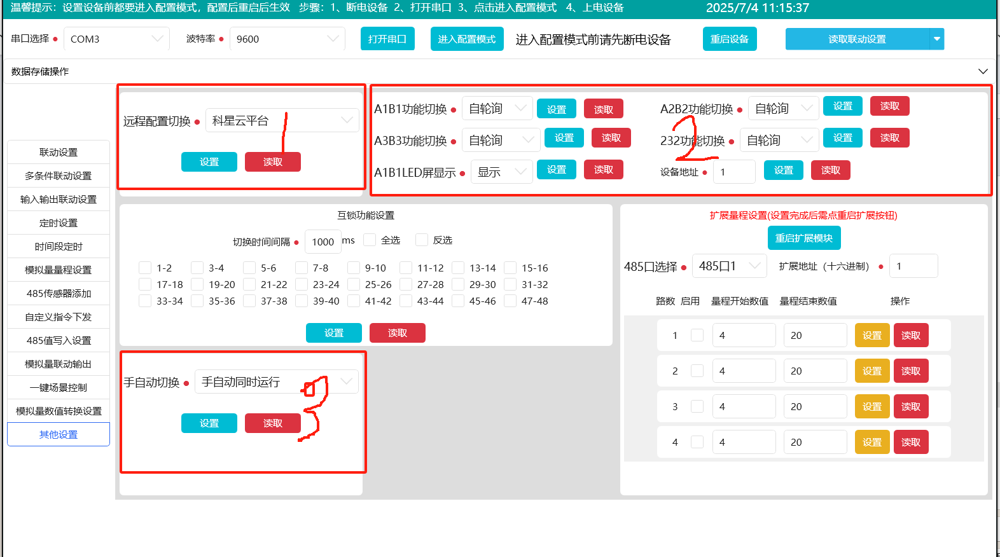 温馨提示：设置设备前都要进入配置模式，配置后重启后生效 步骤：1、断电设备 2、打开串口 3、点击进入配置模式 4、上电设备 2025/7/4 11:15:37
串口选择 COM3 波特率 9600 打开串口 进入配置模式 进入配置模式前请先断电设备 重启设备 读取联动设置
数据存储操作
联动设置
多条件联动设置
输入输出联动设置
定时设置
时间段定时
模拟量量程设置
485传感器添加
自定义指令下发
485值写入设置
模拟量联动输出
一键场景控制
模拟量数值转换设置
其他设置
远程配置切换 科星云平台
设置 读取
1
A1B1功能切换 自轮询 设置 读取 A2B2功能切换 自轮询 设置 读取
A3B3功能切换 自轮询 设置 读取 232功能切换 自轮询 设置 读取
A1B1LED屏显示 显示 设置 读取 设备地址 1 设置 读取
2
互锁功能设置
切换时间间隔 1000 ms 全选 反选
1-2 3-4 5-6 7-8 9-10 11-12 13-14 15-16
17-18 19-20 21-22 23-24 25-26 27-28 29-30 31-32
33-34 35-36 37-38 39-40 41-42 43-44 45-46 47-48
设置 读取
手自动切换 手自动同时运行
设置 读取
3
扩展量程设置(设置完成后需点重启扩展按钮)
重启扩展模块
485口选择 485口1 扩展地址（十六进制） 1
路数 启用 量程开始数值 量程结束数值 操作
1 4 20 设置 读取
2 4 20 设置 读取
3 4 20 设置 读取
4 4 20 设置 读取